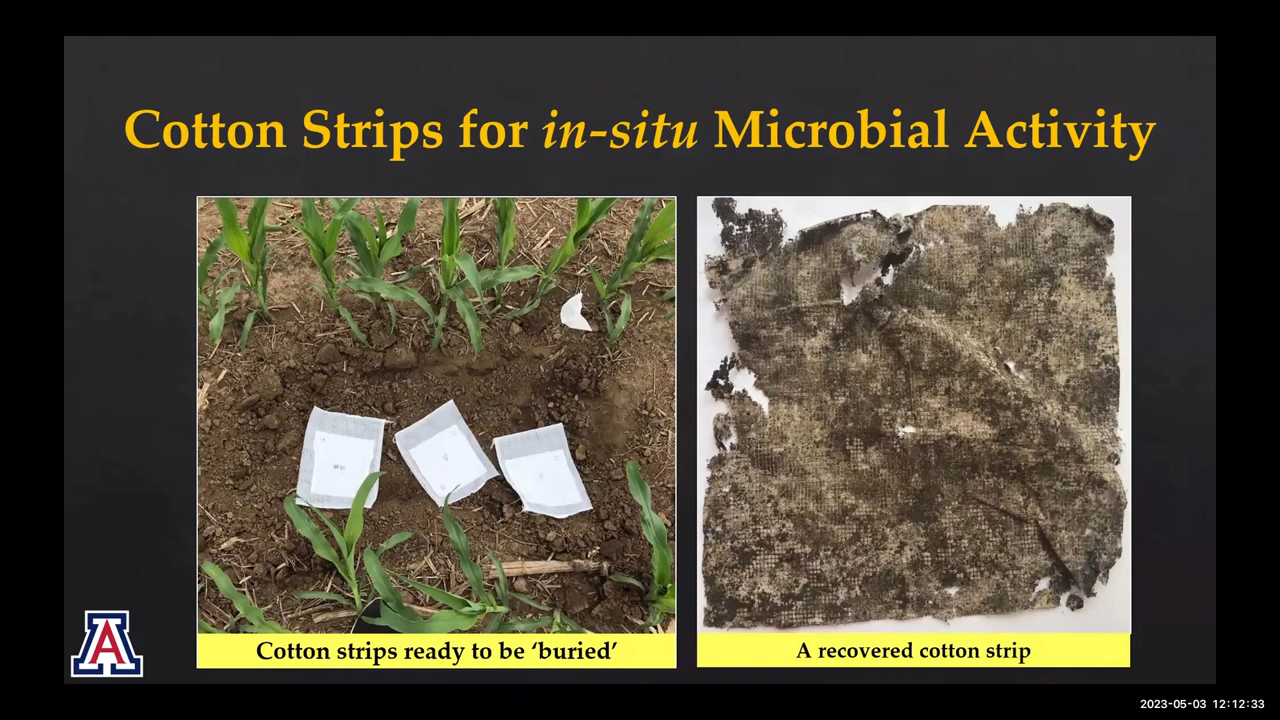 Cotton Strips for in-situ Microbial Activity
Cotton strips ready to be ‘buried’
A recovered cotton strip
A
2023-05-03 12:12:33